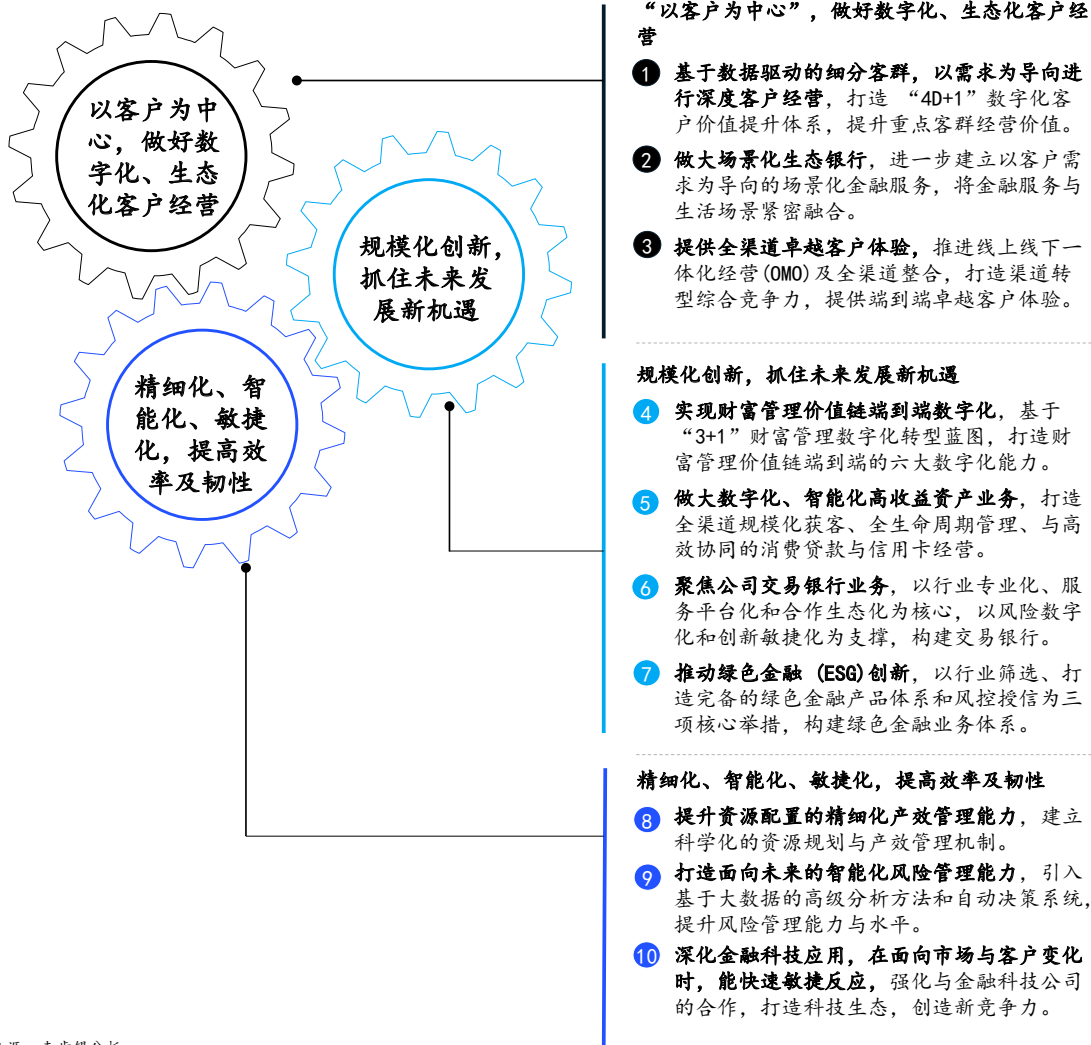 以客户为中
心，做好数
字化、生态
化客户经营
规模化创新，
抓住未来发
展新机遇
精细化、智
能化、敏捷
化，提高效
率及韧性
“以客户为中心”，做好数字化、生态化客户经
营
1 基于数据驱动的细分客群，以需求为导向进
行深度客户经营，打造 “4D+1”数字化客
户价值提升体系，提升重点客群经营价值。
2 做大场景化生态银行，进一步建立以客户需
求为导向的场景化金融服务，将金融服务与
生活场景紧密融合。
3 提供全渠道卓越客户体验，推进线上线下一
体化经营(OMO)及全渠道整合，打造渠道转
型综合竞争力，提供端到端卓越客户体验。
规模化创新，抓住未来发展新机遇
4 实现财富管理价值链端到端数字化，基于
“3+1”财富管理数字化转型蓝图，打造财
富管理价值链端到端的六大数字化能力。
5 做大数字化、智能化高收益资产业务，打造
全渠道规模化获客、全生命周期管理、与高
效协同的消费贷款与信用卡经营。
6 聚焦公司交易银行业务，以行业专业化、服
务平台化和合作生态化为核心，以风险数字
化和创新敏捷化为支撑，构建交易银行。
7 推动绿色金融 (ESG)创新，以行业筛选、打
造完备的绿色金融产品体系和风控授信为三
项核心举措，构建绿色金融业务体系。
精细化、智能化、敏捷化，提高效率及韧性
8 提升资源配置的精细化产效管理能力，建立
科学化的资源规划与产效管理机制。
9 打造面向未来的智能化风险管理能力，引入
基于大数据的高级分析方法和自动决策系统，
提升风险管理能力与水平。
10 深化金融科技应用，在面向市场与客户变化
时，能快速敏捷反应，强化与金融科技公司
的合作，打造科技生态，创造新竞争力。